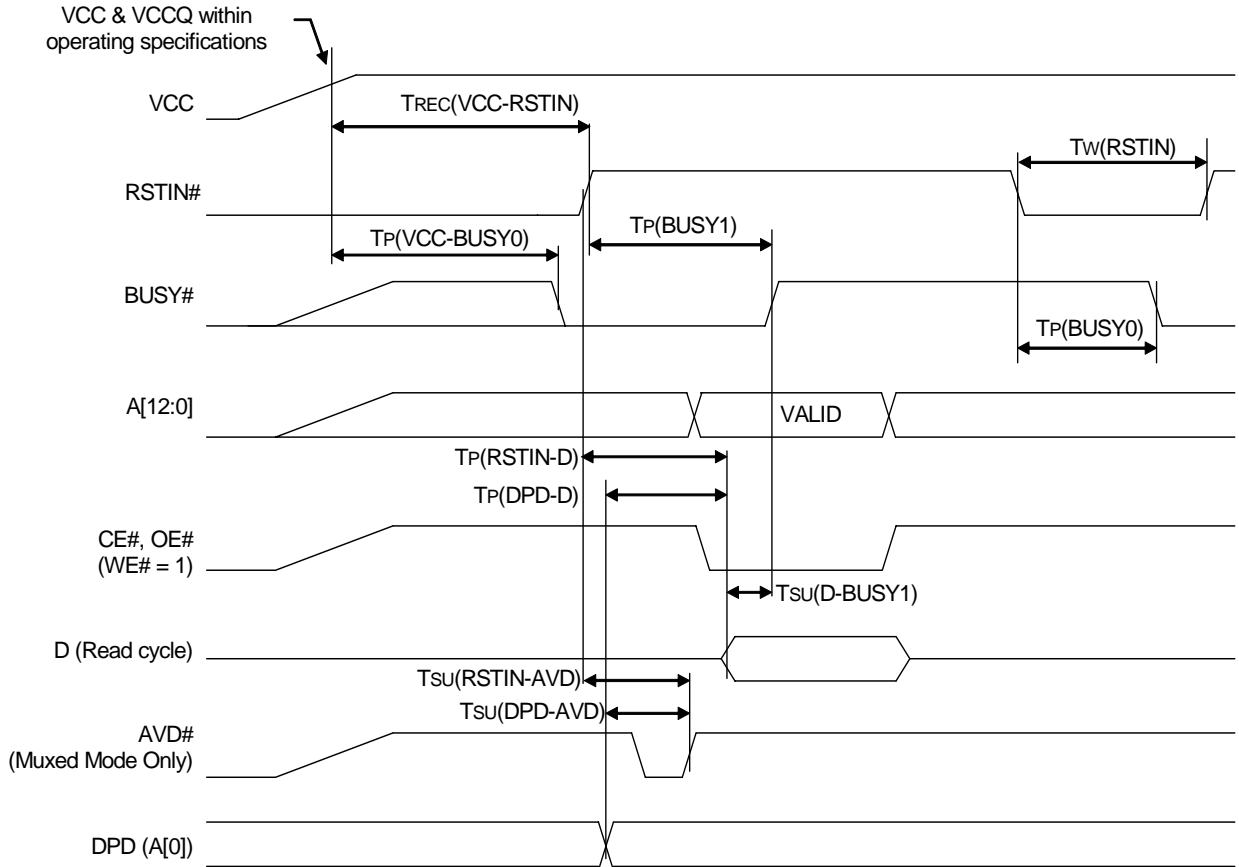 VCC & VCCQ within
operating specifications
VCC
TREC(VCC-RSTIN)
TW(RSTIN)
RSTIN#
TP(VCC-BUSY0)
TP(BUSY1)
BUSY#
TP(BUSY0)
A[12:0]
VALID
TP(RSTIN-D)
TP(DPD-D)
CE#, OE#
(WE# = 1)
TSU(D-BUSY1)
D (Read cycle)
TSU(RSTIN-AVD)
TSU(DPD-AVD)
AVD#
(Muxed Mode Only)
DPD (A[0])